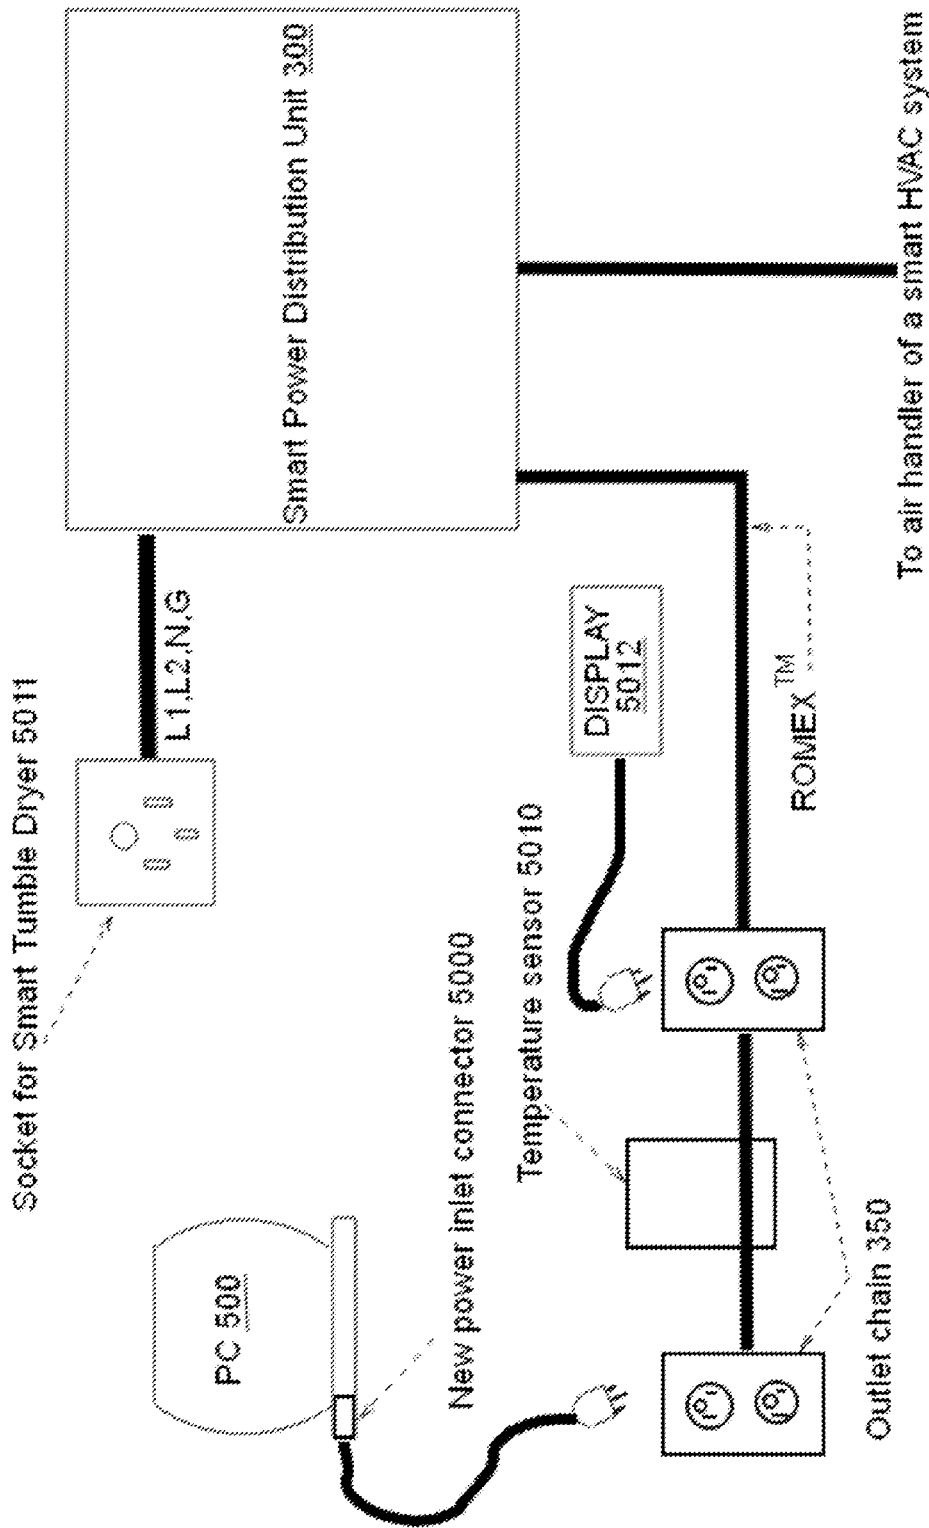 Socket for Smart Tumble Dryer 5011
L1,L2,N,G
Smart Power Distribution Unit 300
PC 500
New power inlet connector 5000
Temperature sensor 5010
DISPLAY
5012
ROMEX™
Outlet chain 350
To air handler of a smart HVAC system